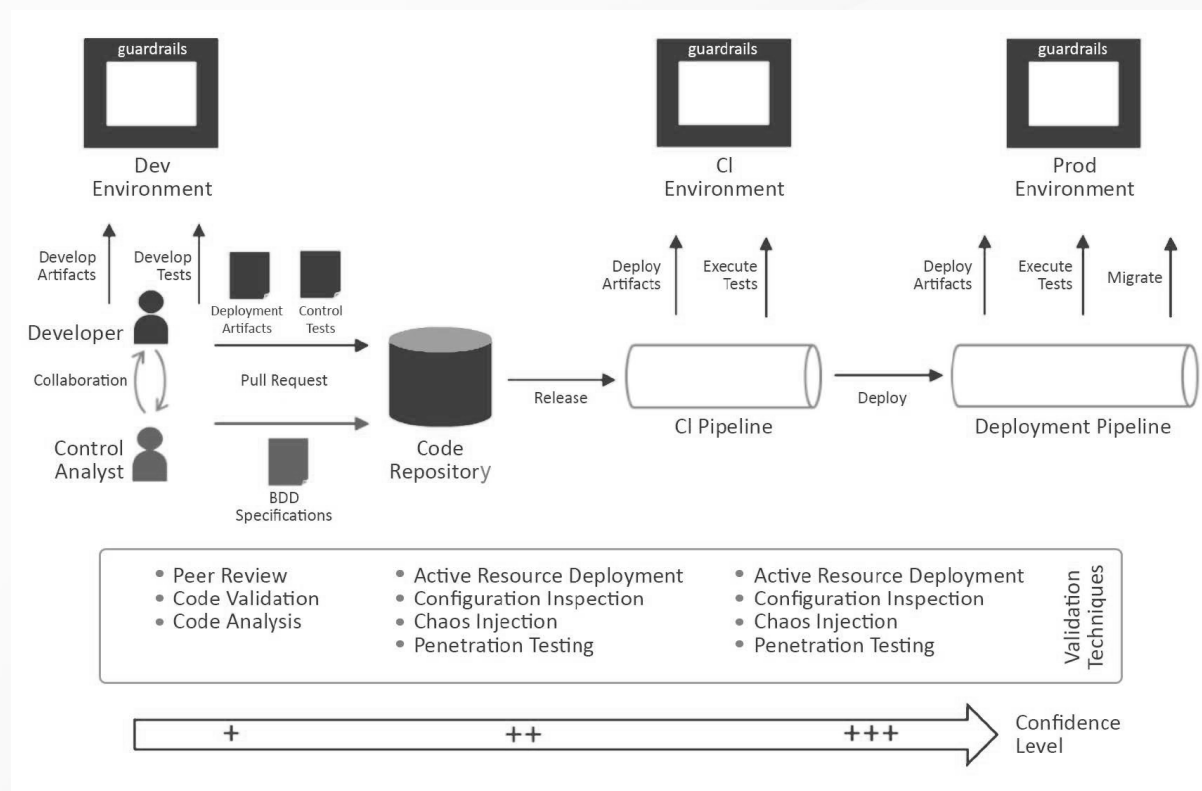 guardrails
guardrails
guardrails
Dev
Environment
CI
Environment
Prod
Environment
Develop
Artifacts
Develop
Tests
Deployment
Artifacts
Control
Tests
Deploy
Artifacts
Execute
Tests
Deploy
Artifacts
Execute
Tests
Migrate
Developer
Collaboration
Pull Request
Release
Deploy
Control
Analyst
BDD
Specifications
Code
Repository
CI Pipeline
Deployment Pipeline
• Peer Review
• Code Validation
• Code Analysis
• Active Resource Deployment
• Configuration Inspection
• Chaos Injection
• Penetration Testing
• Active Resource Deployment
• Configuration Inspection
• Chaos Injection
• Penetration Testing
Validation
Techniques
+
++
+++
Confidence
Level